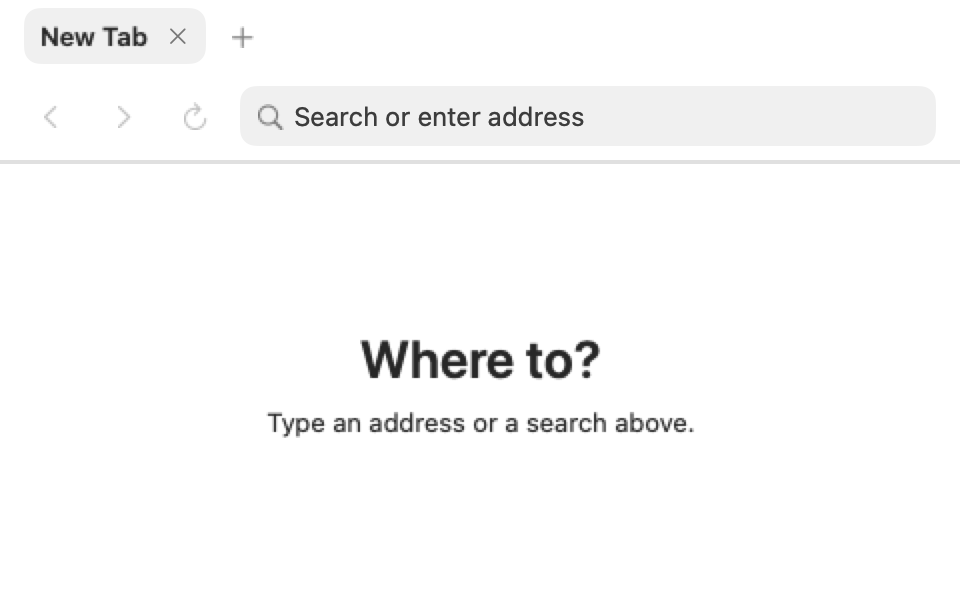 New Tab
Search or enter address
Where to?
Type an address or a search above.